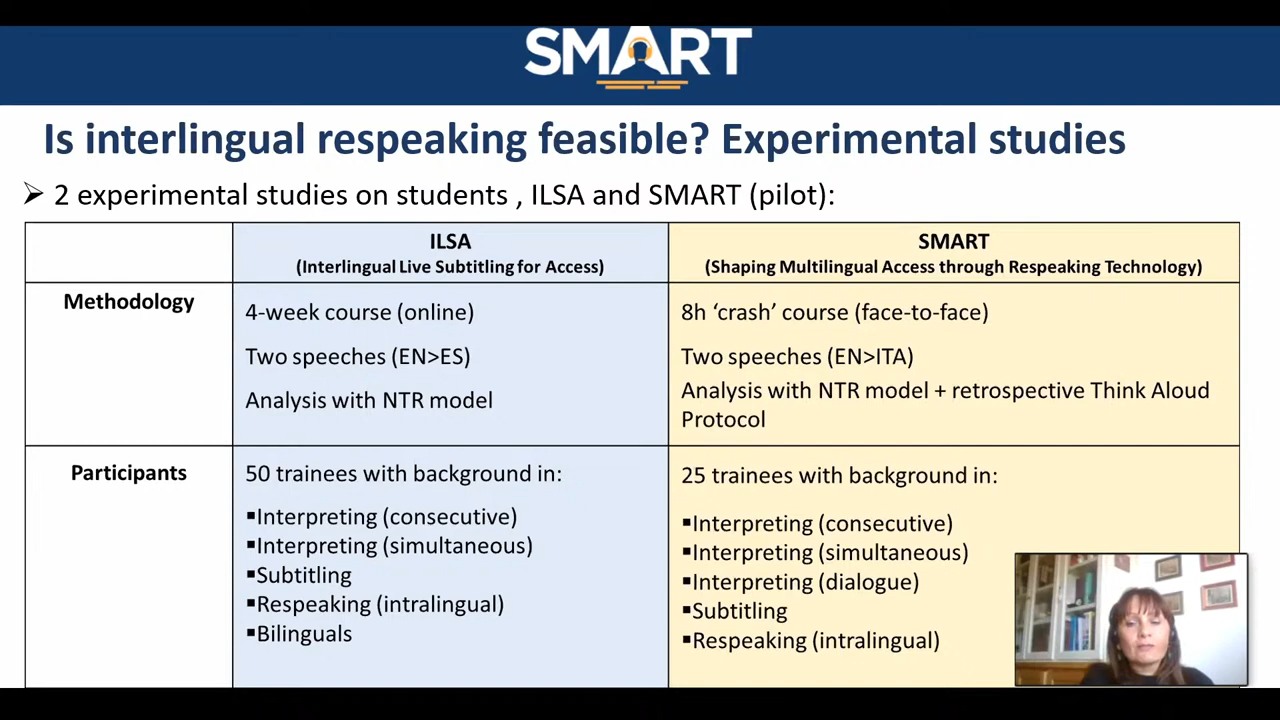 SMART
Is interlingual respeaking feasible? Experimental studies
➢ 2 experimental studies on students , ILSA and SMART (pilot):
ILSA
(Interlingual Live Subtitling for Access)
SMART
(Shaping Multilingual Access through Respeaking Technology)
Methodology
4-week course (online)
Two speeches (EN>ES)
Analysis with NTR model
8h ‘crash’ course (face-to-face)
Two speeches (EN>ITA)
Analysis with NTR model + retrospective Think Aloud
Protocol
Participants
50 trainees with background in:
▪Interpreting (consecutive)
▪Interpreting (simultaneous)
▪Subtitling
▪Respeaking (intralingual)
▪Bilinguals
25 trainees with background in:
▪Interpreting (consecutive)
▪Interpreting (simultaneous)
▪Interpreting (dialogue)
▪Subtitling
▪Respeaking (intralingual)